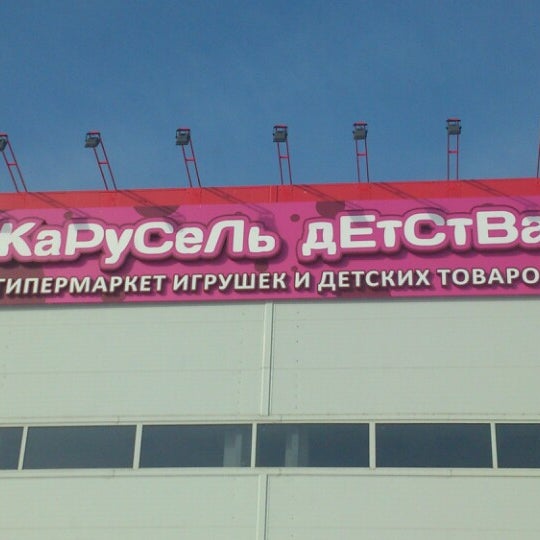 КаРуСеЛь дЕтСтВа
ГИПЕРМАРКЕТ ИГРУШЕК И ДЕТСКИХ ТОВАРО